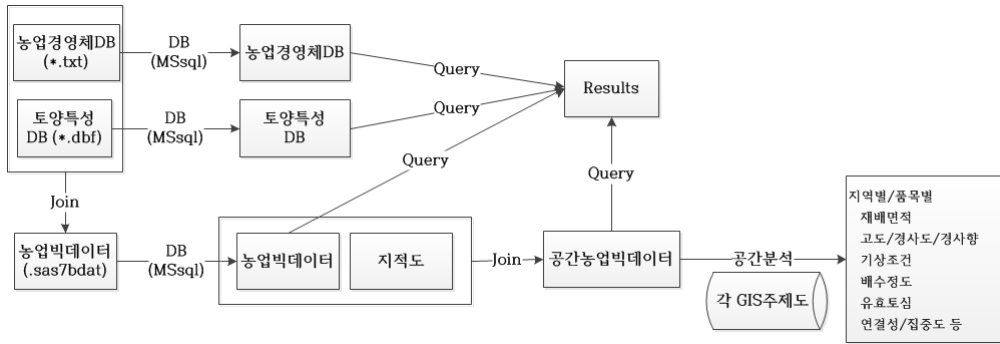 농업경영체DB
(*.txt)
DB
(MSsql)
농업경영체DB
Query
Results
토양특성
DB (*.dbf)
DB
(MSsql)
토양특성
DB
Query
Query
Query
Join
농업빅데이터
(.sas7bdat)
DB
(MSsql)
농업빅데이터
지적도
Join
공간농업빅데이터
공간분석
각 GIS주제도
지역별/품목별
재배면적
고도/경사도/경사향
기상조건
배수정도
유효토심
연결성/집중도 등